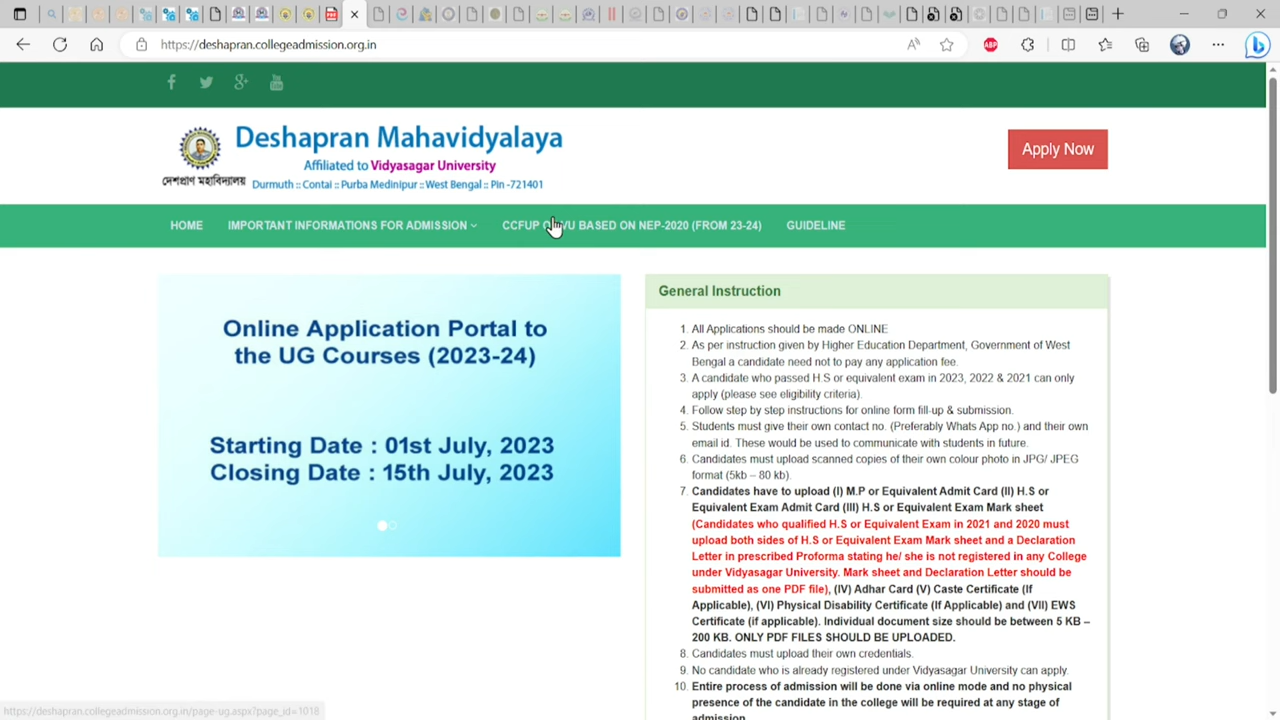 https://deshapran.collegeadmission.org.in
Deshapran Mahavidyalaya
Affiliated to Vidyasagar University
দেশপ্রাণ মহাবিদ্যালয়
Durmuth :: Contai :: Purba Medinipur :: West Bengal :: Pin -721401
Apply Now
HOME
IMPORTANT INFORMATIONS FOR ADMISSION
CCFUP VU BASED ON NEP-2020 (FROM 23-24)
GUIDELINE
Online Application Portal to
the UG Courses (2023-24)
Starting Date : 01st July, 2023
Closing Date : 15th July, 2023
General Instruction
1. All Applications should be made ONLINE
2. As per instruction given by Higher Education Department, Government of West
Bengal a candidate need not to pay any application fee.
3. A candidate who passed H.S or equivalent exam in 2023, 2022 & 2021 can only
apply (please see eligibility criteria).
4. Follow step by step instructions for online form fill-up & submission.
5. Students must give their own contact no. (Preferably Whats App no.) and their own
email id. These would be used to communicate with students in future.
6. Candidates must upload scanned copies of their own colour photo in JPG/ JPEG
format (5kb – 80 kb).
7. Candidates have to upload (I) M.P or Equivalent Admit Card (II) H.S or
Equivalent Exam Admit Card (III) H.S or Equivalent Exam Mark sheet
(Candidates who qualified H.S or Equivalent Exam in 2021 and 2020 must
upload both sides of H.S or Equivalent Exam Mark sheet and a Declaration
Letter in prescribed Proforma stating he/ she is not registered in any College
under Vidyasagar University. Mark sheet and Declaration Letter should be
submitted as one PDF file), (IV) Adhar Card (V) Caste Certificate (If
Applicable), (VI) Physical Disability Certificate (If Applicable) and (VII) EWS
Certificate (if applicable). Individual document size should be between 5 KB –
200 KB. ONLY PDF FILES SHOULD BE UPLOADED.
8. Candidates must upload their own credentials.
9. No candidate who is already registered under Vidyasagar University can apply.
10. Entire process of admission will be done via online mode and no physical
presence of the candidate in the college will be required at any stage of
admission
https://deshapran.collegeadmission.org.in/page-ug.aspx?page_id=1018